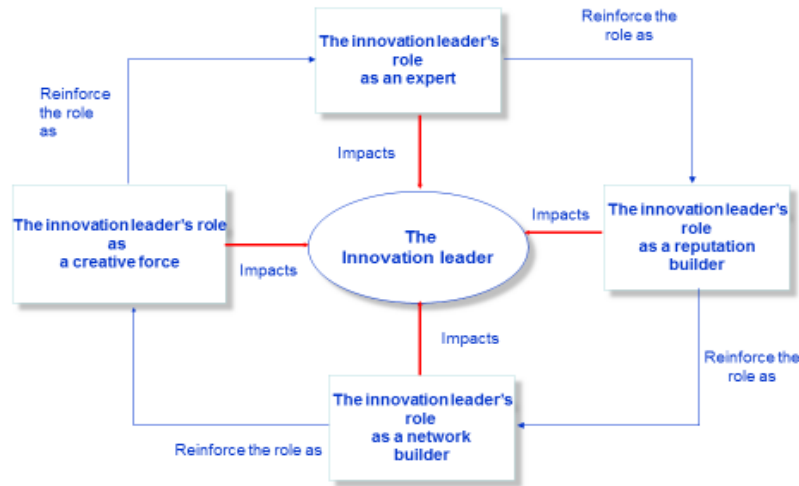 The innovation leader's
role
as an expert
Reinforce the
role as
Reinforce
the role
as
Impacts
The innovation leader's role
as
a creative force
Impacts
The
Innovation leader
Impacts
The innovation leader's
role
as a reputation
builder
Impacts
Reinforce the
role as
The innovation leader's
role
as a network
builder
Reinforce the role as